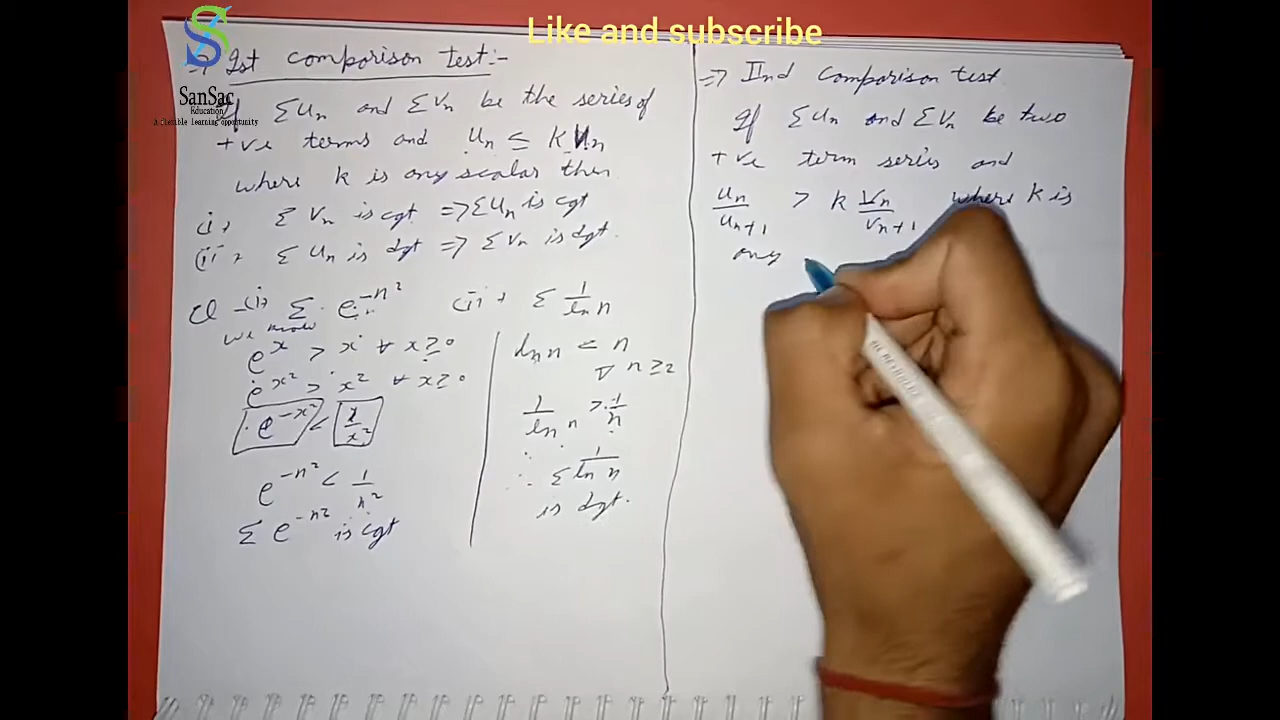 Like and subscribe
SanSac
Education
A flexible learning opportunity
=> Ist comparison test:-
If Σun and Σvn be the series of
+ve terms and un ≤ k vn
where k is any scalar then
(i) Σ vn is cgt => Σun is cgt
(ii) Σ un is dgt => Σ vn is dgt.
(i) Σ e^-n²
(ii) Σ 1/ln n
we know
e^x > x ∀ x ≥ 0
e^x² > x² ∀ x ≥ 0
e^-x² < 1/x²
e^-n² < 1/n²
Σ e^-n² is cgt
ln n < n
∀ n ≥ 2
1/ln n > 1/n
∴ Σ 1/ln n
is dgt.
=> IInd Comparison test
If Σun and Σvn be two
+ve term series and
un/un+1 > k vn/vn+1 where k is
any